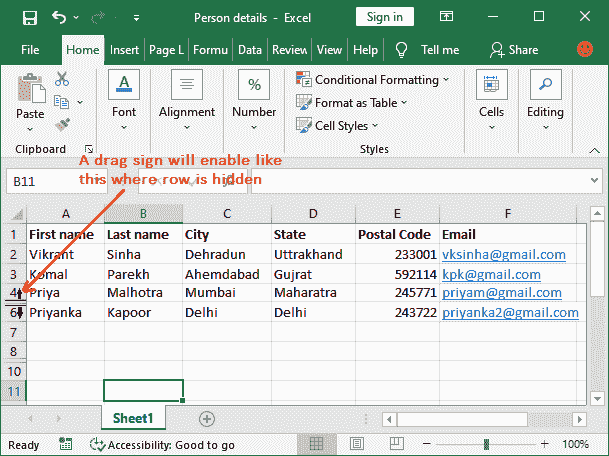 Person details - Excel
Sign in
File Home Insert Page L Formu Data Review View Help Tell me Share
Paste
Clipboard
Font
Alignment
Number
Conditional Formatting
Format as Table
Cell Styles
Styles
Cells
Editing
A drag sign will enable like
this where row is hidden
B11
A B C D E F
1 First name Last name City State Postal Code Email
2 Vikrant Sinha Dehradun Uttrakhand 233001 vksinha@gmail.com
3 Komal Parekh Ahemdabad Gujrat 592114 kpk@gmail.com
4 Priya Malhotra Mumbai Maharatra 245771 priyam@gmail.com
6 Priyanka Kapoor Delhi Delhi 243722 priyanka2@gmail.com
7
8
10
11
Sheet1
Ready Accessibility: Good to go 100%